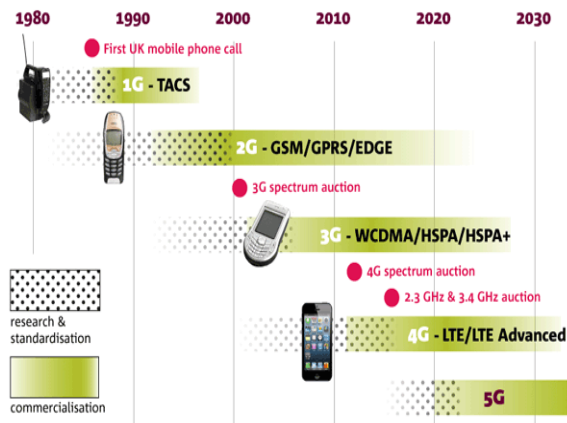 1980 1990 2000 2010 2020 2030
First UK mobile phone call
1G - TACS
2G - GSM/GPRS/EDGE
3G spectrum auction
3G - WCDMA/HSPA/HSPA+
4G spectrum auction
2.3 GHz & 3.4 GHz auction
research &
standardisation
4G - LTE/LTE Advanced
commercialisation
5G